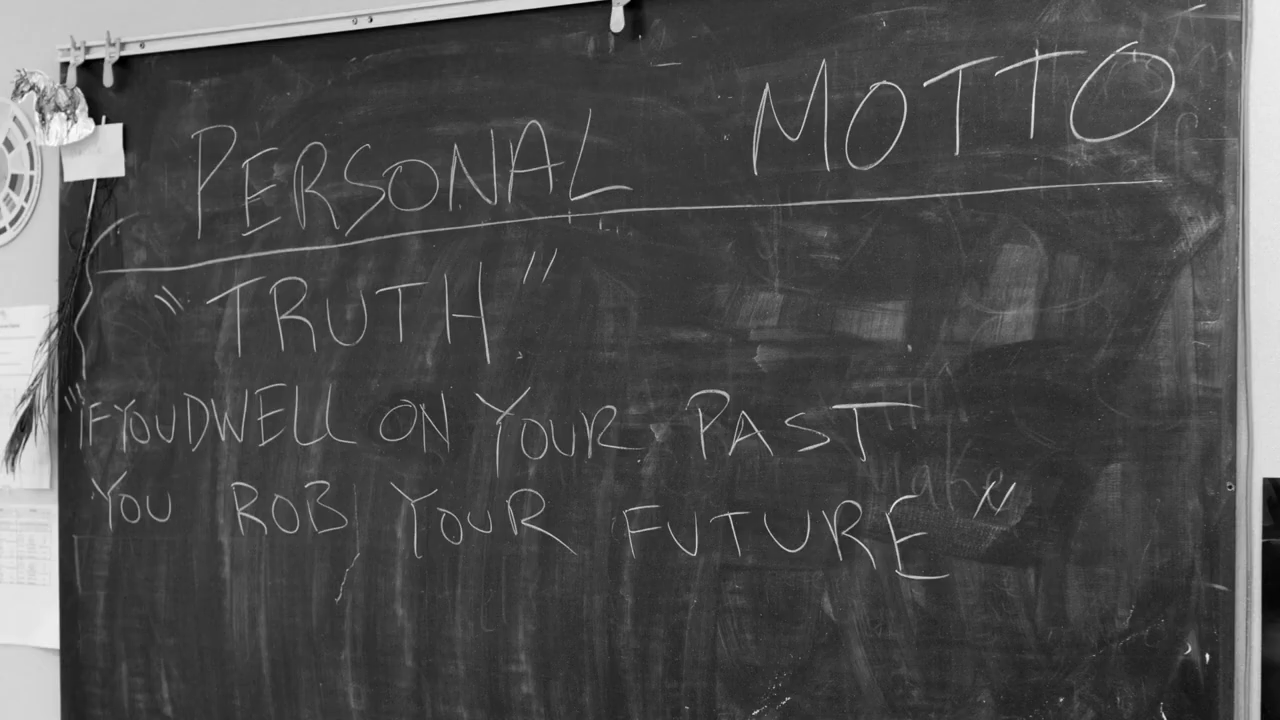 PERSONAL MOTTO
"TRUTH"
"IF YOU DWELL ON YOUR PAST
YOU ROB YOUR FUTURE"